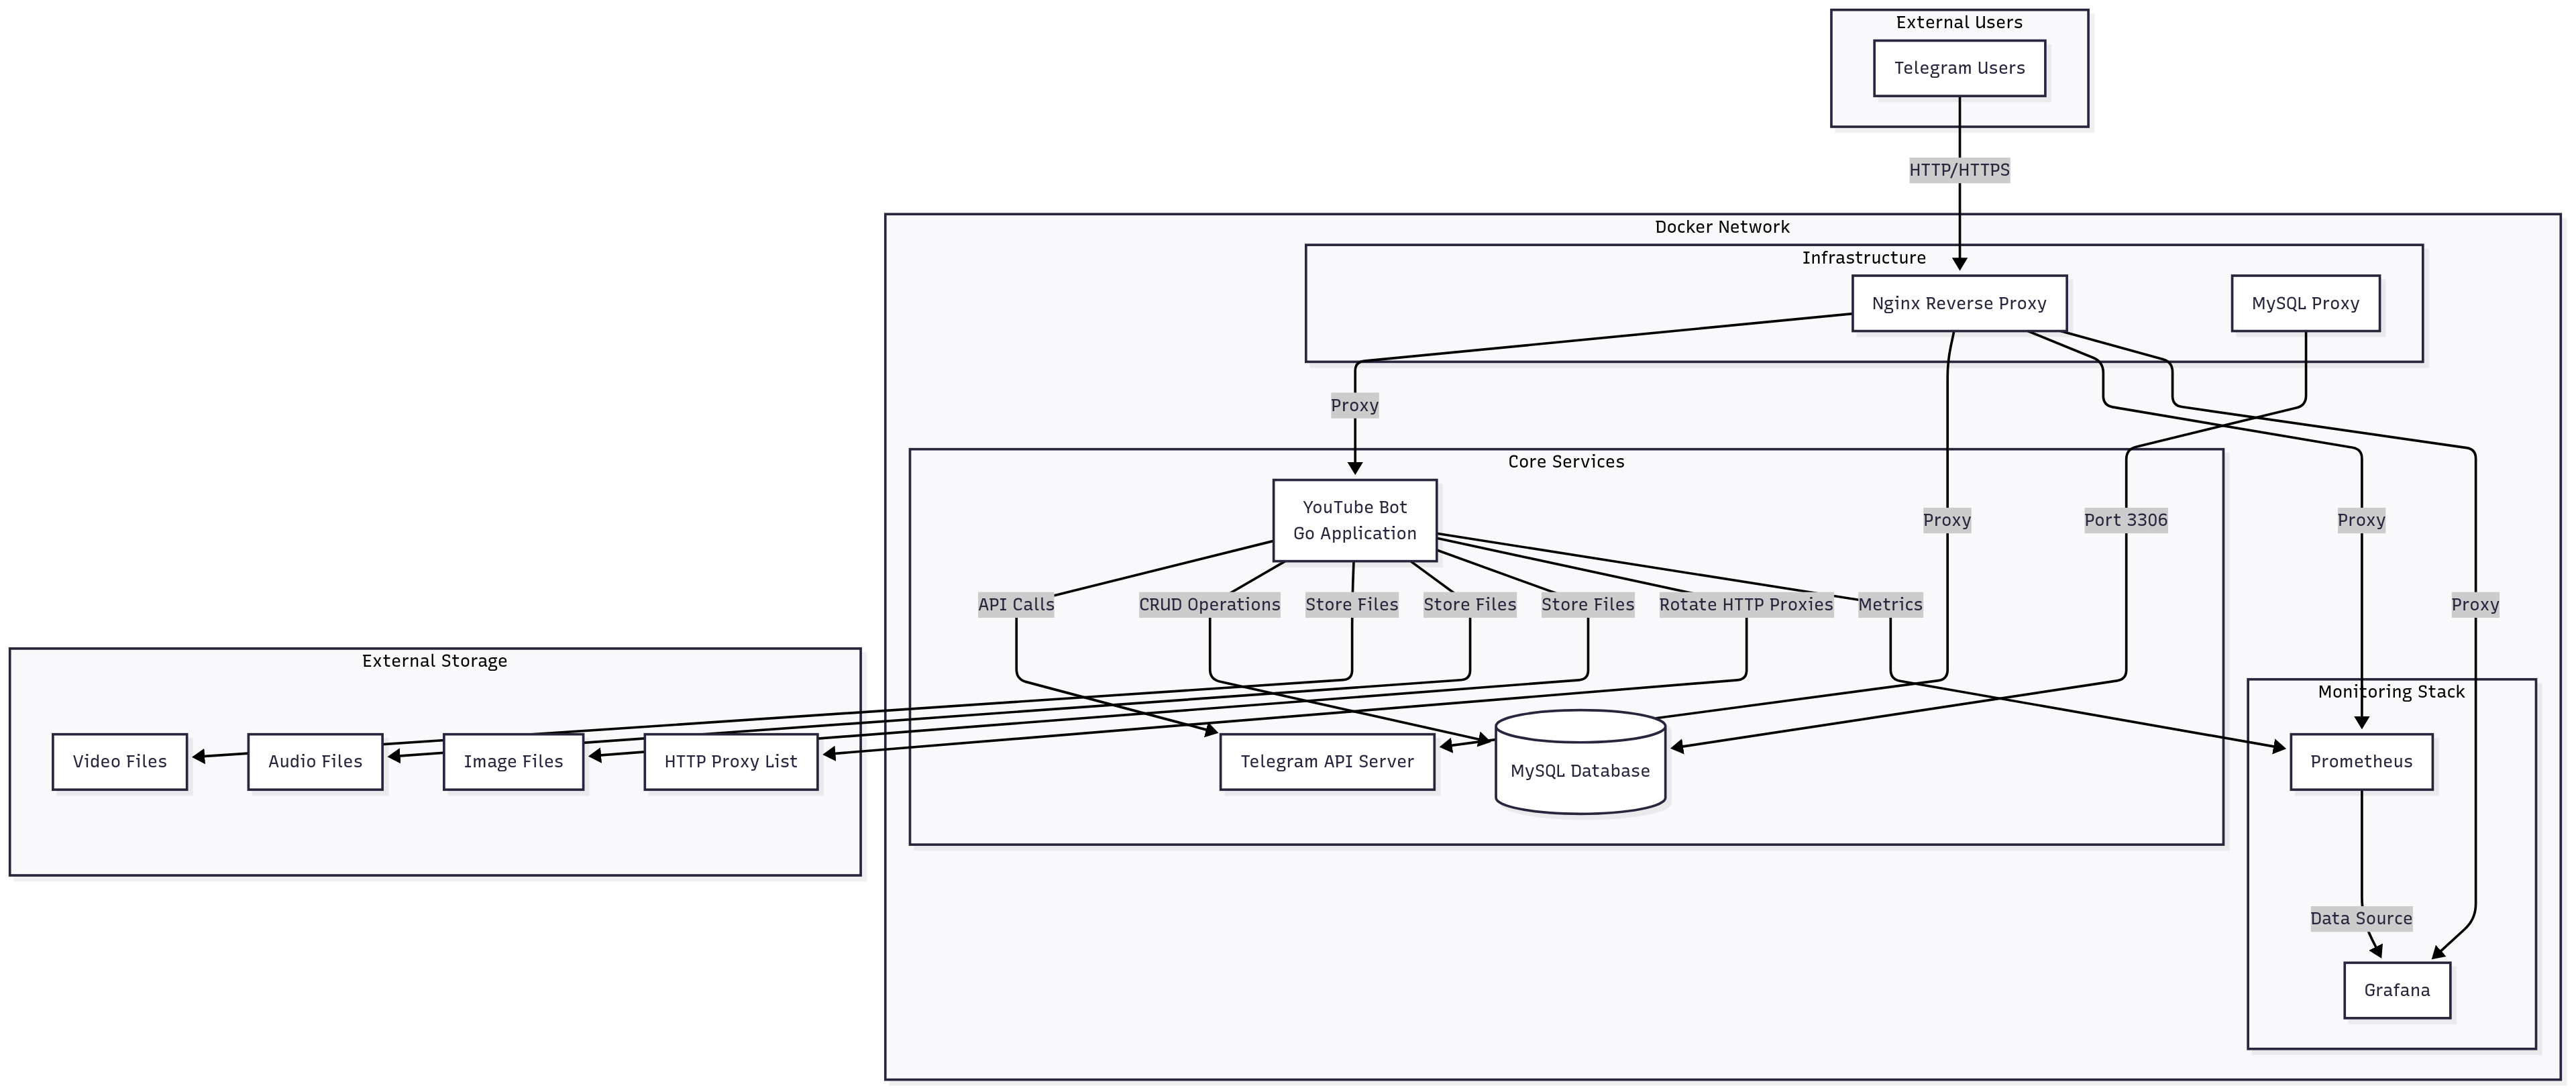 External Users
Telegram Users
HTTP/HTTPS
Docker Network
Infrastructure
Nginx Reverse Proxy
MySQL Proxy
Proxy
Core Services
YouTube Bot
Go Application
Proxy
Port 3306
Proxy
API Calls
CRUD Operations
Store Files
Store Files
Store Files
Rotate HTTP Proxies
Metrics
Proxy
External Storage
Video Files
Audio Files
Image Files
HTTP Proxy List
Telegram API Server
MySQL Database
Monitoring Stack
Prometheus
Data Source
Grafana